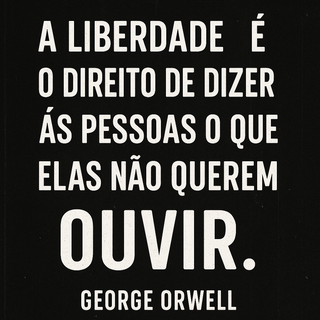 A LIBERDADE É
O DIREITO DE DIZER
ÁS PESSOAS O QUE
ELAS NÃO QUEREM
OUVIR.
GEORGE ORWELL